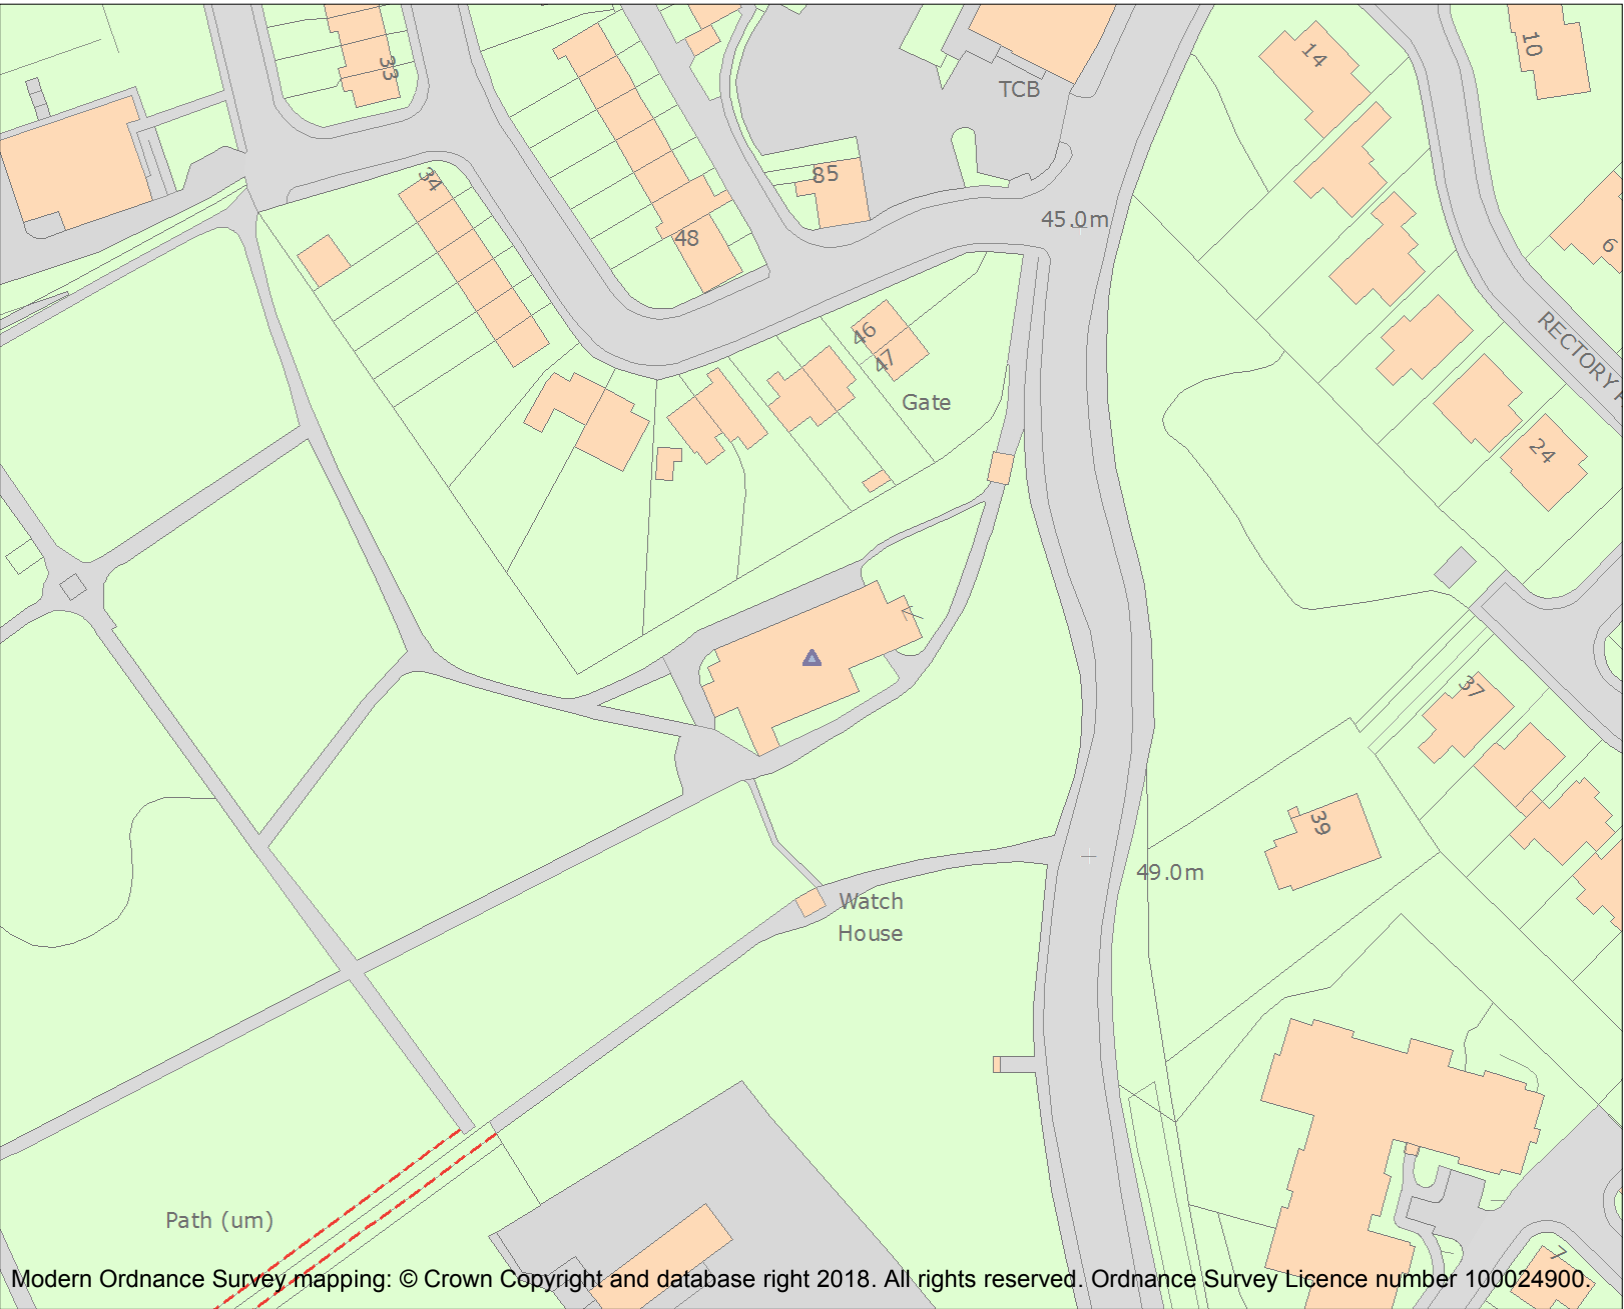 10
14
33
TCB
85
34
45.0m
48
6
46
47
RECTORY
Gate
24
37
39
49.0m
Watch
House
Path (um)
7
Modern Ordnance Survey mapping: © Crown Copyright and database right 2018. All rights reserved. Ordnance Survey Licence number 100024900.